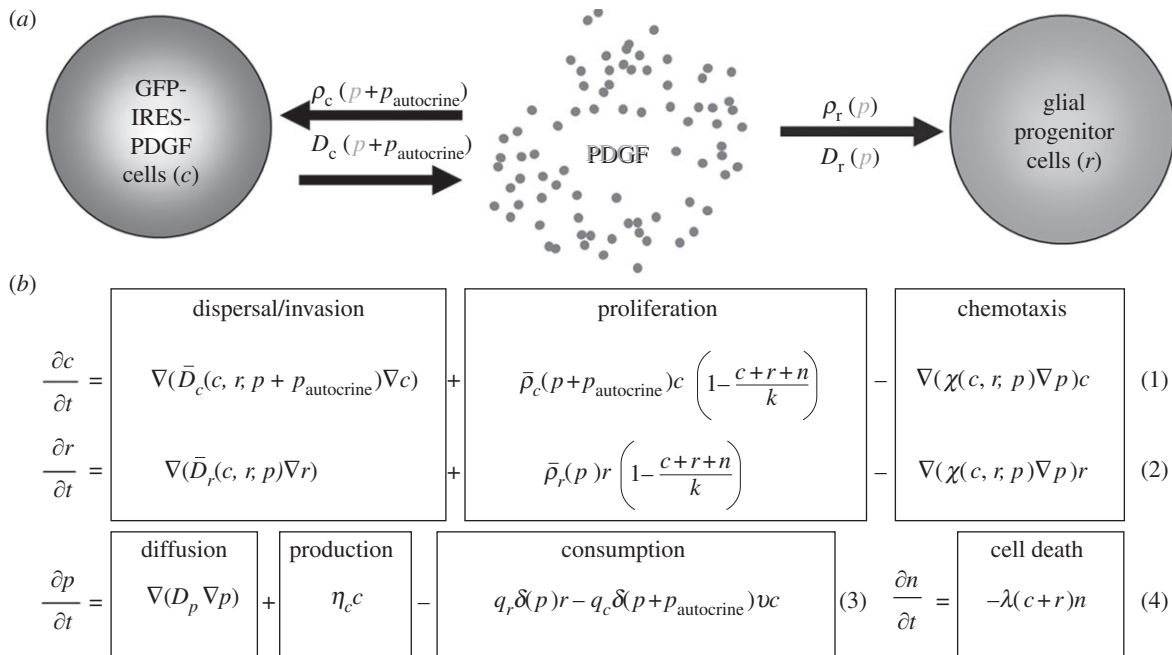 (a)
GFP-
IRES-
PDGF
cells (c)
ρc (p+pautocrine)
Dc (p+pautocrine)
PDGF
ρr (p)
Dr (p)
glial
progenitor
cells (r)
(b)
dispersal/invasion proliferation chemotaxis
∂c/∂t = ∇(D̄c(c, r, p + pautocrine)∇c) + ρ̄c(p+pautocrine)c (1−(c+r+n)/k) − ∇(χ(c, r, p)∇p)c (1)
∂r/∂t = ∇(D̄r(c, r, p)∇r) + ρ̄r(p)r (1−(c+r+n)/k) − ∇(χ(c, r, p)∇p)r (2)
diffusion production consumption cell death
∂p/∂t = ∇(Dp ∇p) + ηcc − qrδ(p)r − qcδ(p+pautocrine)υc (3) ∂n/∂t = −λ(c+r)n (4)